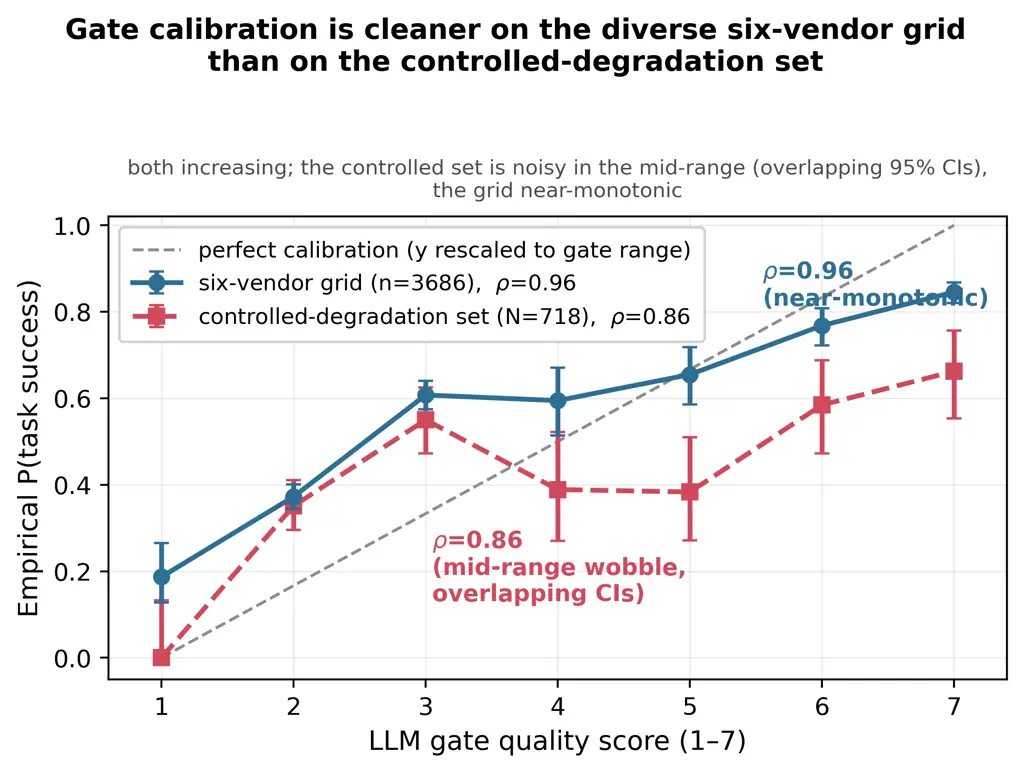 Gate calibration is cleaner on the diverse six-vendor grid
than on the controlled-degradation set
both increasing; the controlled set is noisy in the mid-range (overlapping 95% CIs),
the grid near-monotonic
perfect calibration (y rescaled to gate range)
six-vendor grid (n=3686), ρ=0.96
controlled-degradation set (N=718), ρ=0.86
ρ=0.96
(near-monotonic)
ρ=0.86
(mid-range wobble,
overlapping CIs)
Empirical P(task success)
1.0
0.8
0.6
0.4
0.2
0.0
1 2 3 4 5 6 7
LLM gate quality score (1–7)